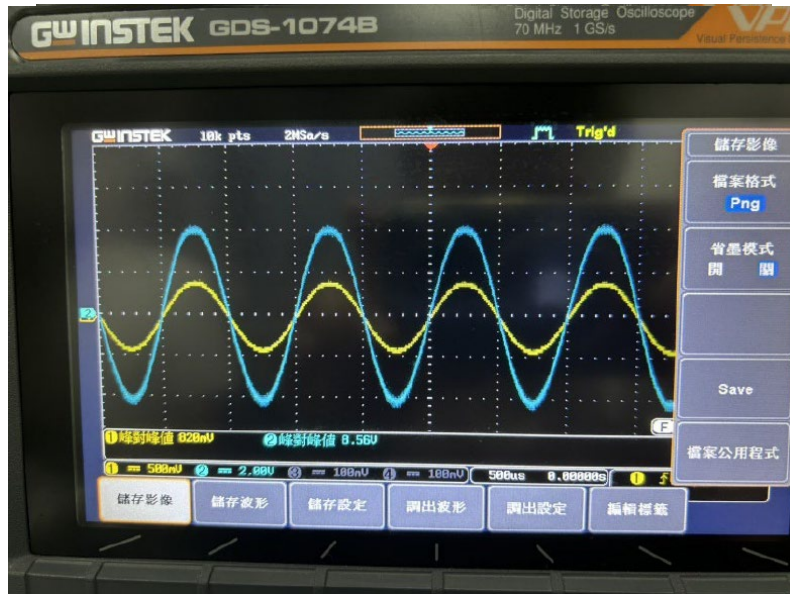 GWINSTEK GDS-1074B
Digital Storage Oscilloscope
70 MHz 1 GS/s
Visual Persistence
GWINSTEK 10k pts 2MSa/s Trig'd
儲存影像
檔案格式
Png
省墨模式
開 關
2
Save
檔案公用程式
F
1 峰對峰值 820mV 2 峰對峰值 8.56V
1 500mV 2 2.00V 3 100mV 4 100mV 500us 0.00000s 1
儲存影像 儲存波形 儲存設定 調出波形 調出設定 編輯標籤